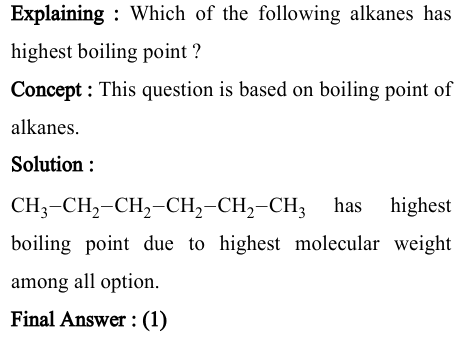 Explaining : Which of the following alkanes has
highest boiling point ?
Concept : This question is based on boiling point of
alkanes.
Solution :
CH₃–CH₂–CH₂–CH₂–CH₂–CH₃ has highest
boiling point due to highest molecular weight
among all option.
Final Answer : (1)